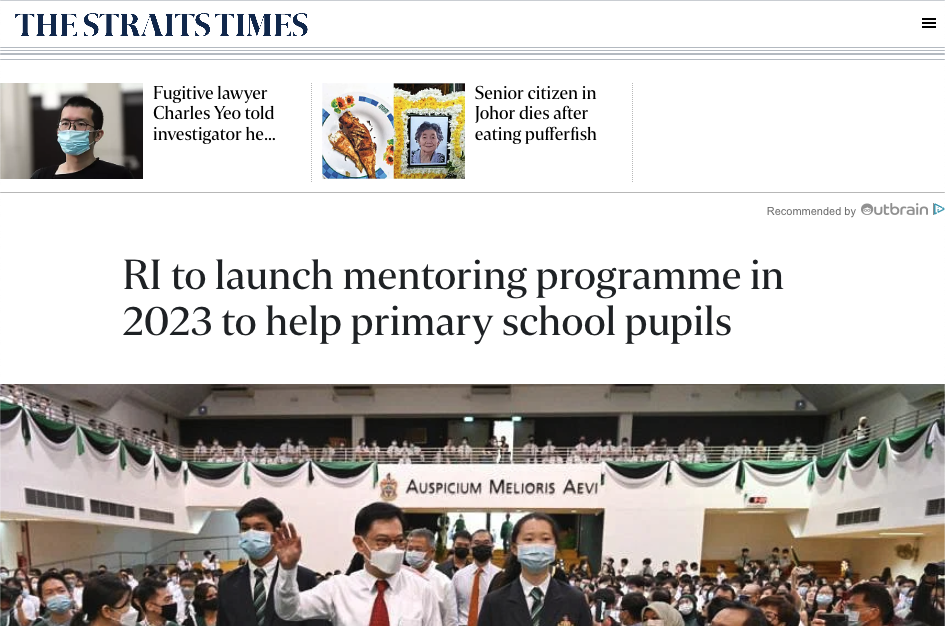 THE STRAITS TIMES
Fugitive lawyer
Charles Yeo told
investigator he...
Senior citizen in
Johor dies after
eating pufferfish
Recommended by Outbrain
RI to launch mentoring programme in
2023 to help primary school pupils
AUSPICIUM MELIORIS AEVI